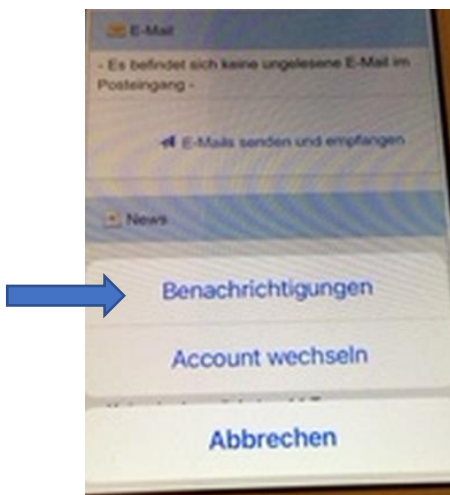 E-Mail
- Es befindet sich keine ungelesene E-Mail im
Posteingang -
E-Mails senden und empfangen
News
Benachrichtigungen
Account wechseln
Abbrechen